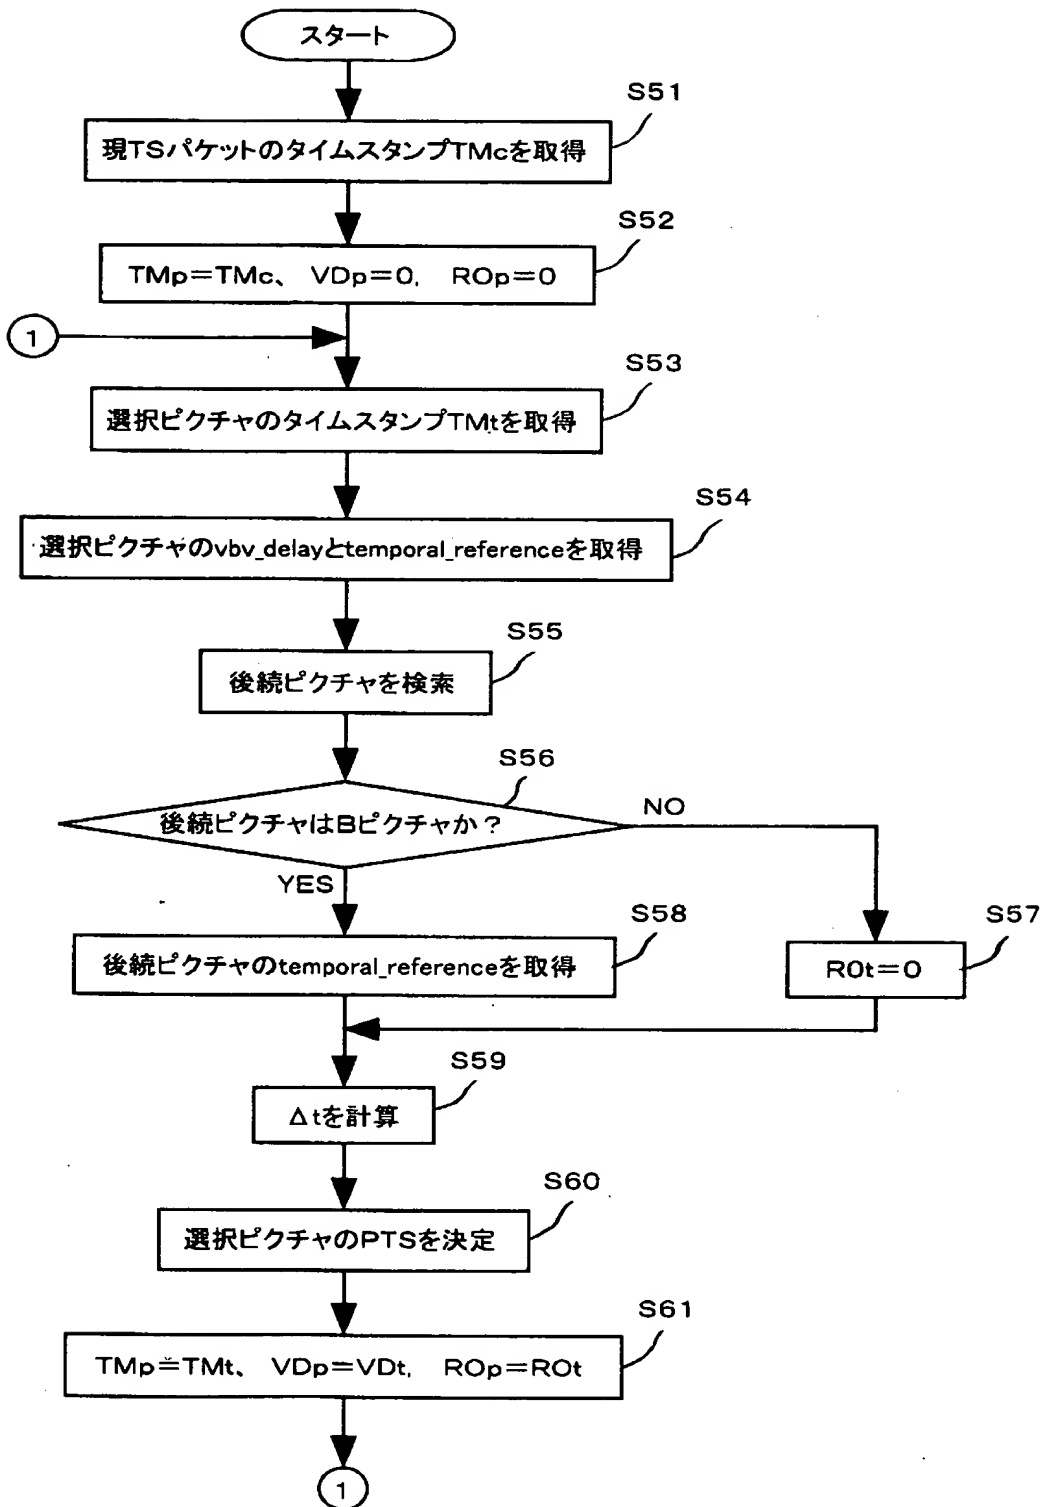 スタート
S51
現TSパケットのタイムスタンプTMcを取得
S52
TMp=TMc、 VDp=0, ROp=0
1
S53
選択ピクチャのタイムスタンプTMtを取得
S54
選択ピクチャのvbv_delayとtemporal_referenceを取得
S55
後続ピクチャを検索
S56
後続ピクチャはBピクチャか?
NO
YES
S58
後続ピクチャのtemporal_referenceを取得
S57
ROt=0
S59
Δtを計算
S60
選択ピクチャのPTSを決定
S61
TMp=TMt、 VDp=VDt, ROp=ROt
1